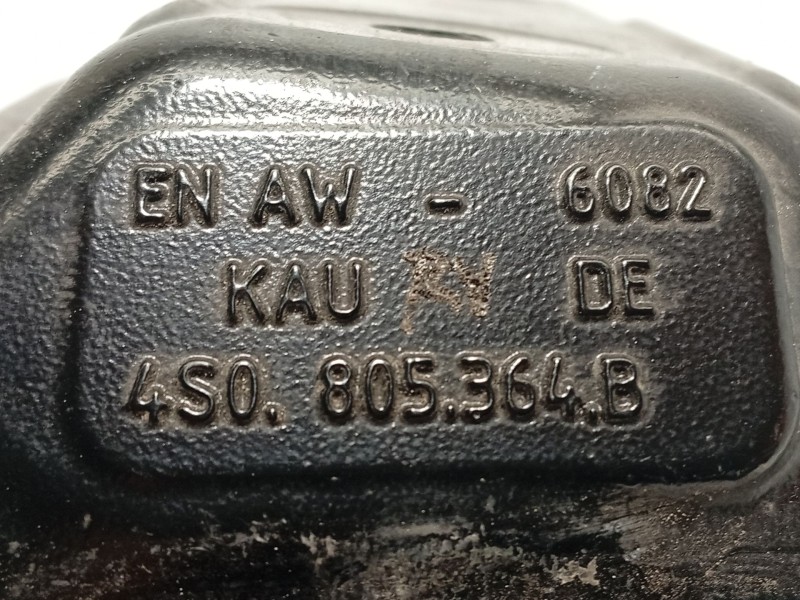 EN AW - 6082
KAU DE
4S0.805.364.B